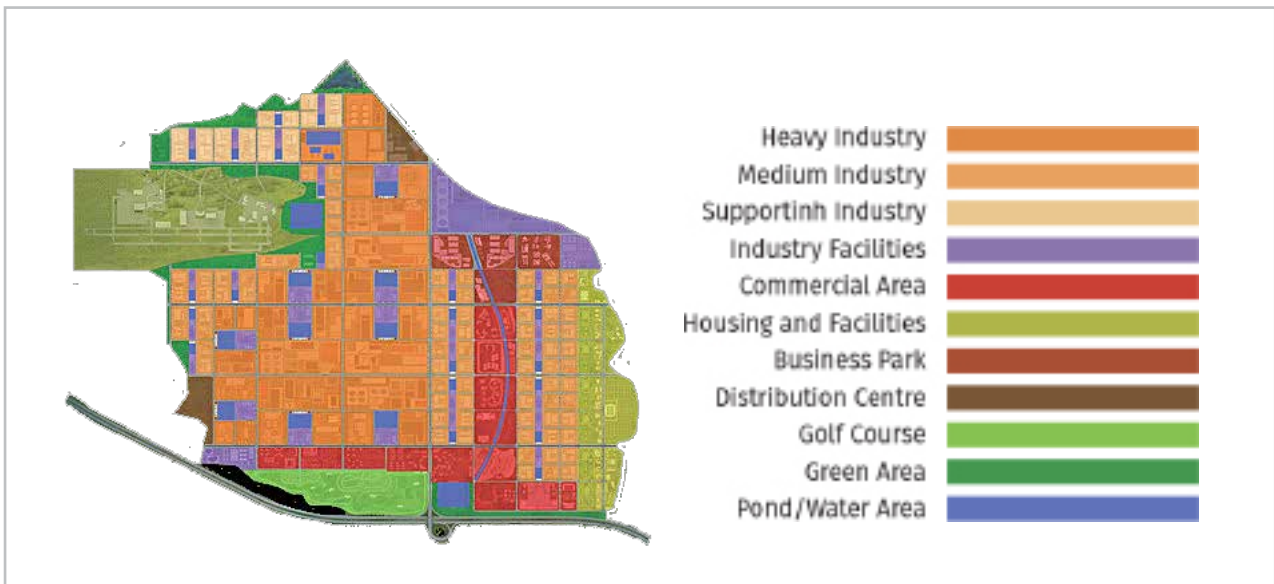 Heavy Industry
Medium Industry
Supportinh Industry
Industry Facilities
Commercial Area
Housing and Facilities
Business Park
Distribution Centre
Golf Course
Green Area
Pond/Water Area